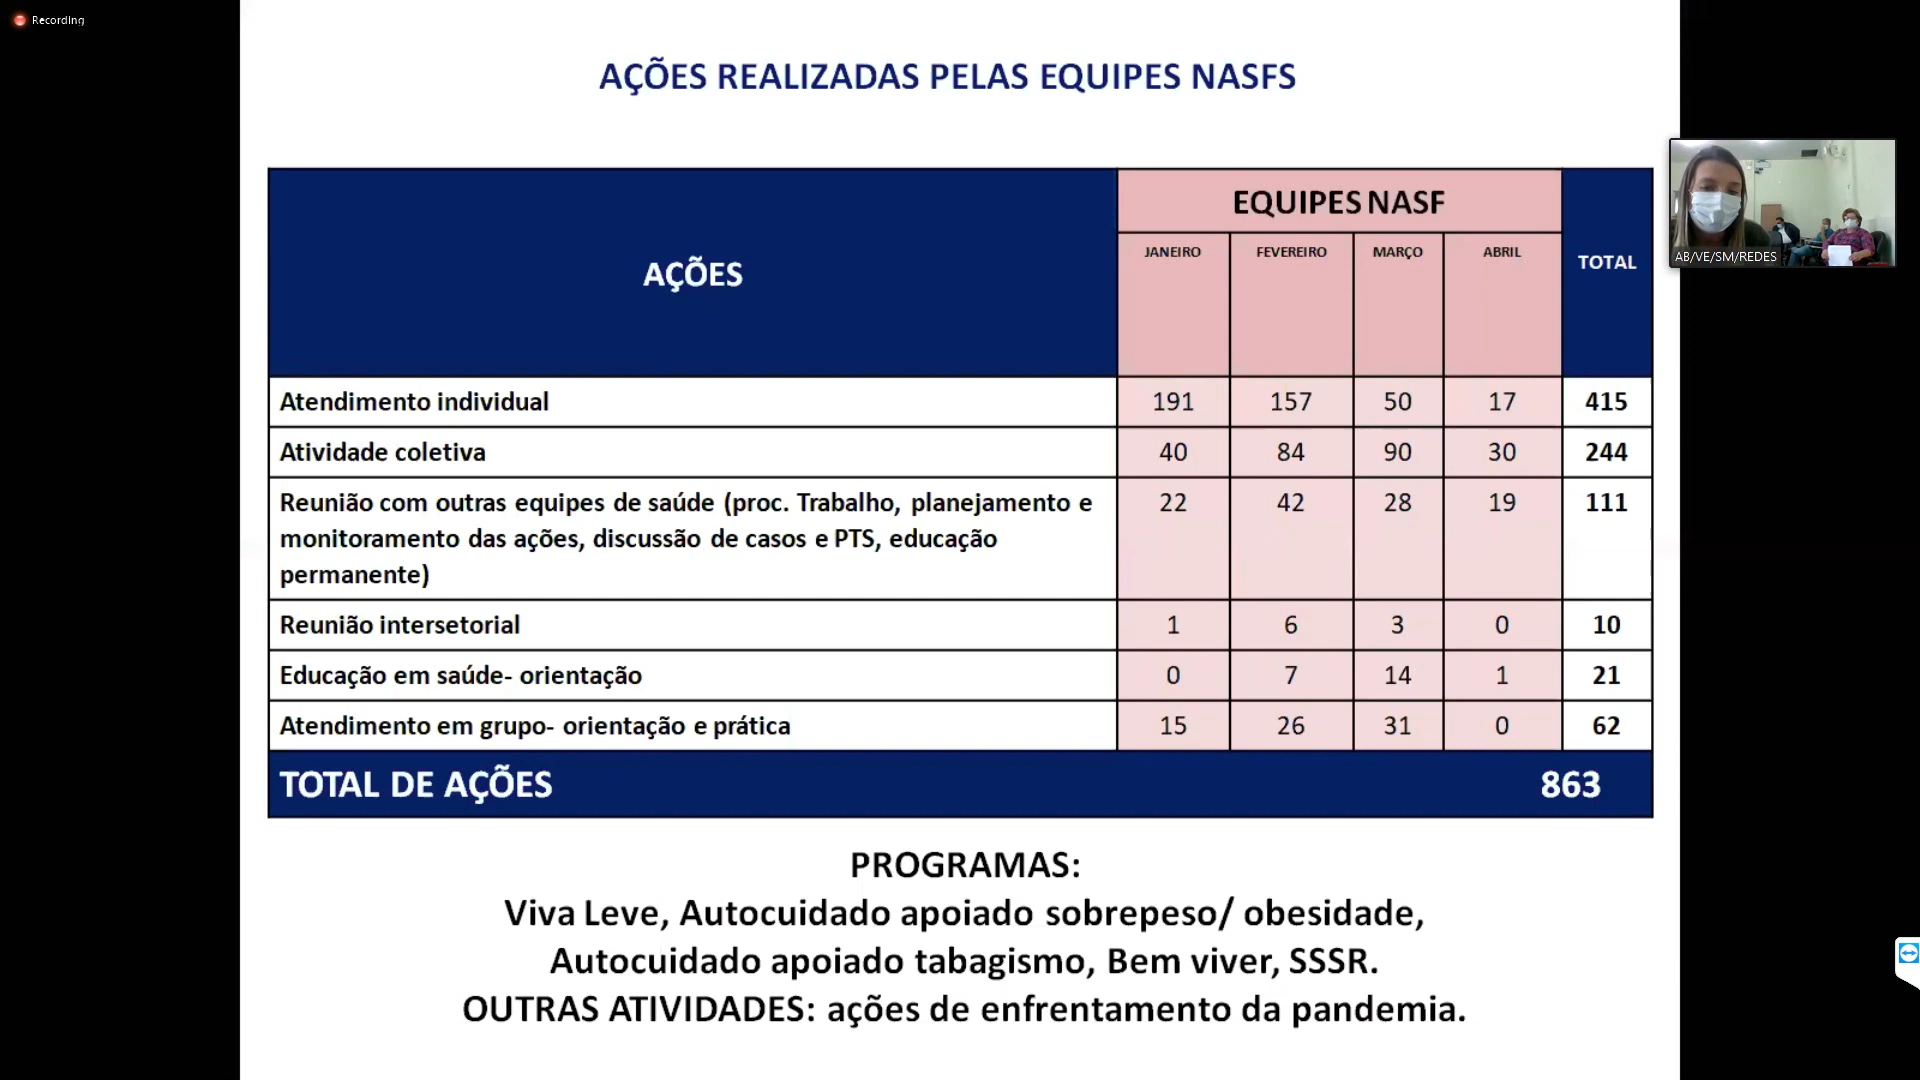 Recording
AÇÕES REALIZADAS PELAS EQUIPES NASFS
AÇÕES
EQUIPES NASF
TOTAL
JANEIRO FEVEREIRO MARÇO ABRIL
Atendimento individual 191 157 50 17 415
Atividade coletiva 40 84 90 30 244
Reunião com outras equipes de saúde (proc. Trabalho, planejamento e 22 42 28 19 111
monitoramento das ações, discussão de casos e PTS, educação
permanente)
Reunião intersetorial 1 6 3 0 10
Educação em saúde- orientação 0 7 14 1 21
Atendimento em grupo- orientação e prática 15 26 31 0 62
TOTAL DE AÇÕES 863
PROGRAMAS:
Viva Leve, Autocuidado apoiado sobrepeso/ obesidade,
Autocuidado apoiado tabagismo, Bem viver, SSSR.
OUTRAS ATIVIDADES: ações de enfrentamento da pandemia.
AB/VE/SM/REDES